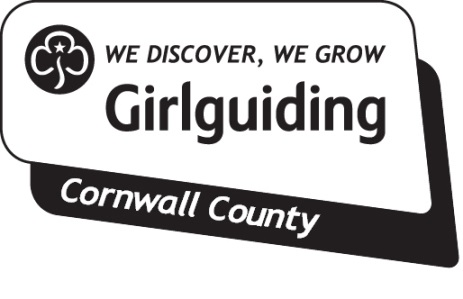 WE DISCOVER, WE GROW
Girlguiding
Cornwall County